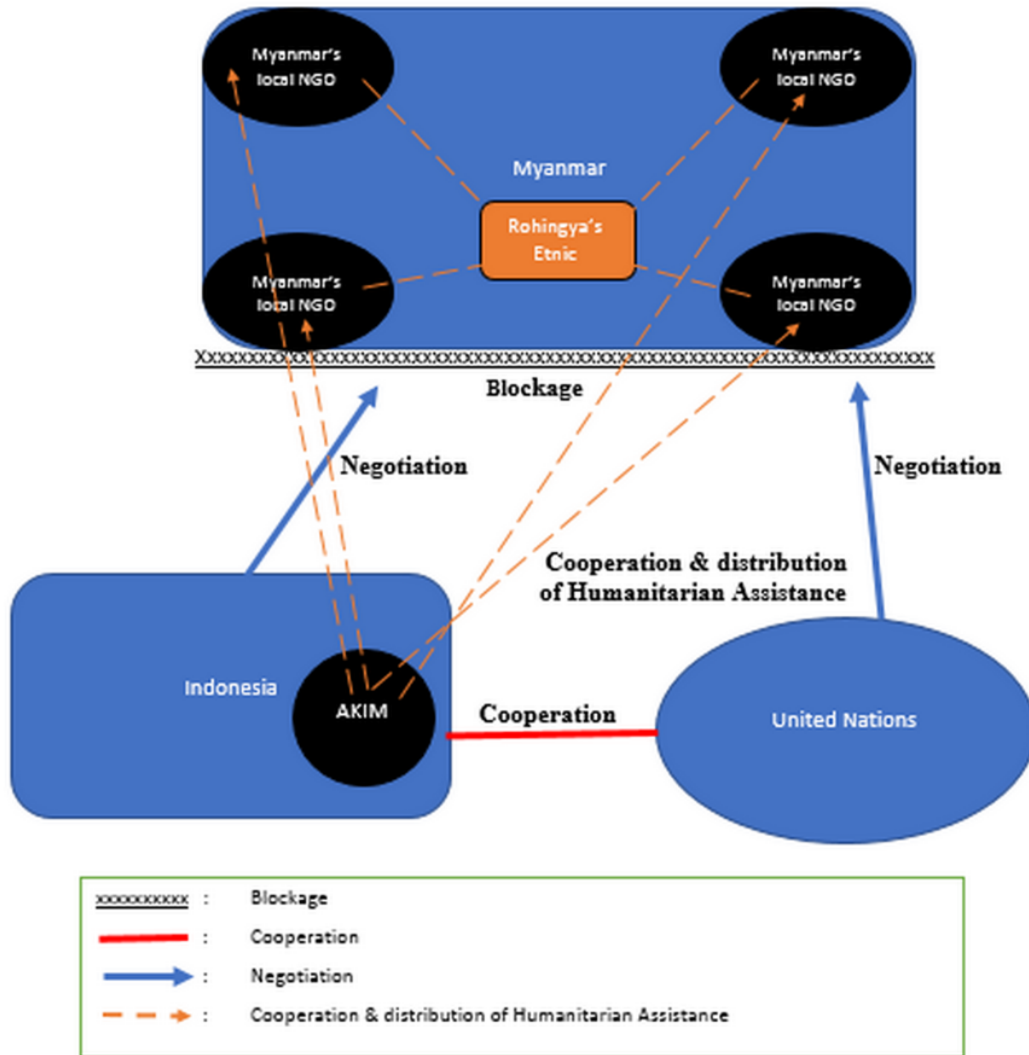 Myanmar's
local NGO
Myanmar's
local NGO
Myanmar
Rohingya's
Etnic
Myanmar's
local NGO
Myanmar's
local NGO
Xxxxxxxxxxxxxxxxxxxxxxxxxxxxxxxxxxxxxxxxxxxxxxxxxxxxxxxxxxxxxxxxxxxxxxx
Blockage
Negotiation
Negotiation
Cooperation & distribution
of Humanitarian Assistance
Indonesia
AKIM
Cooperation
United Nations
xxxxxxxxxx : Blockage
: Cooperation
: Negotiation
: Cooperation & distribution of Humanitarian Assistance